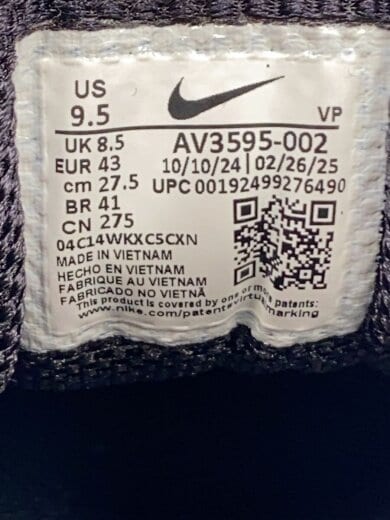 US
9.5
VP
UK 8.5
AV3595-002
EUR 43
10/10/24 | 02/26/25
cm 27.5
UPC 00192499276490
BR 41
CN 275
04C14WKXC5CXN
MADE IN VIETNAM
HECHO EN VIETNAM
FABRIQUE AU VIETNAM
FABRICADO NO VIETNÃ
This product is covered by one or more patents:
www.nike.com/patentsvirtualmarking